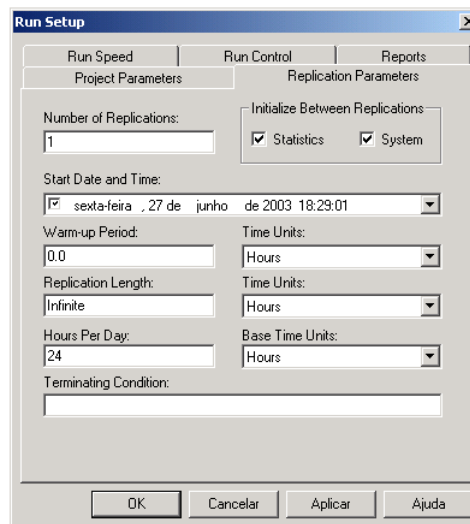 Run Setup
Run Speed Run Control Reports
Project Parameters Replication Parameters
Number of Replications: Initialize Between Replications
1 Statistics System
Start Date and Time:
sexta-feira , 27 de junho de 2003 18:29:01
Warm-up Period: Time Units:
0.0 Hours
Replication Length: Time Units:
Infinite Hours
Hours Per Day: Base Time Units:
24 Hours
Terminating Condition:
OK Cancelar Aplicar Ajuda